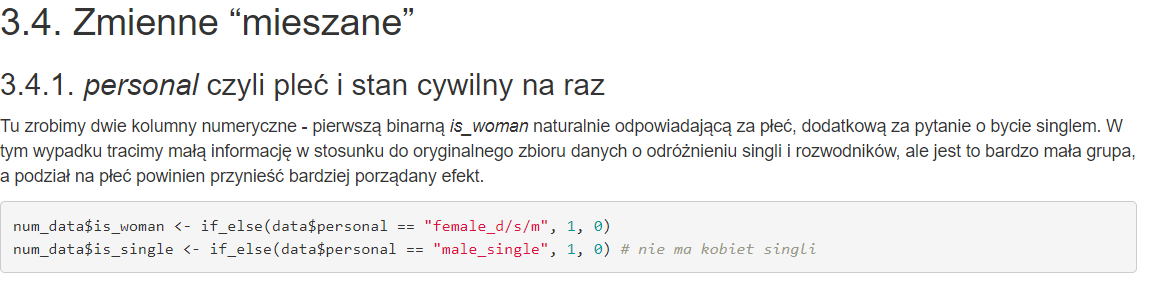 3.4. Zmienne “mieszane”
3.4.1. personal czyli pleć i stan cywilny na raz
Tu zrobimy dwie kolumny numeryczne - pierwszą binarną is_woman naturalnie odpowiadającą za płeć, dodatkową za pytanie o bycie singlem. W
tym wypadku tracimy małą informację w stosunku do oryginalnego zbioru danych o odróżnieniu singli i rozwodników, ale jest to bardzo mała grupa,
a podział na płeć powinien przynieść bardziej porządany efekt.
num_data$is_woman <- if_else(data$personal == "female_d/s/m", 1, 0)
num_data$is_single <- if_else(data$personal == "male_single", 1, 0) # nie ma kobiet singli